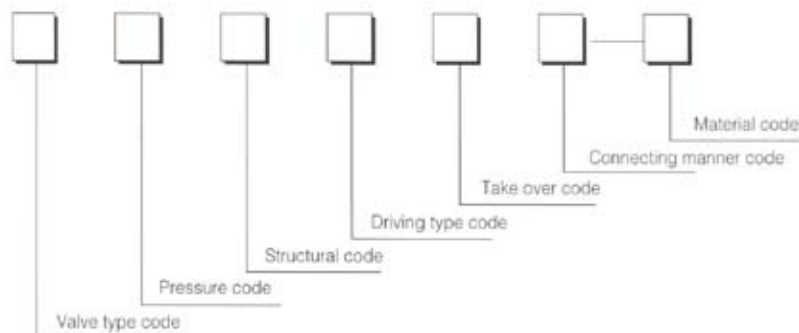 Material code
Connecting manner code
Take over code
Driving type code
Structural code
Pressure code
Valve type code